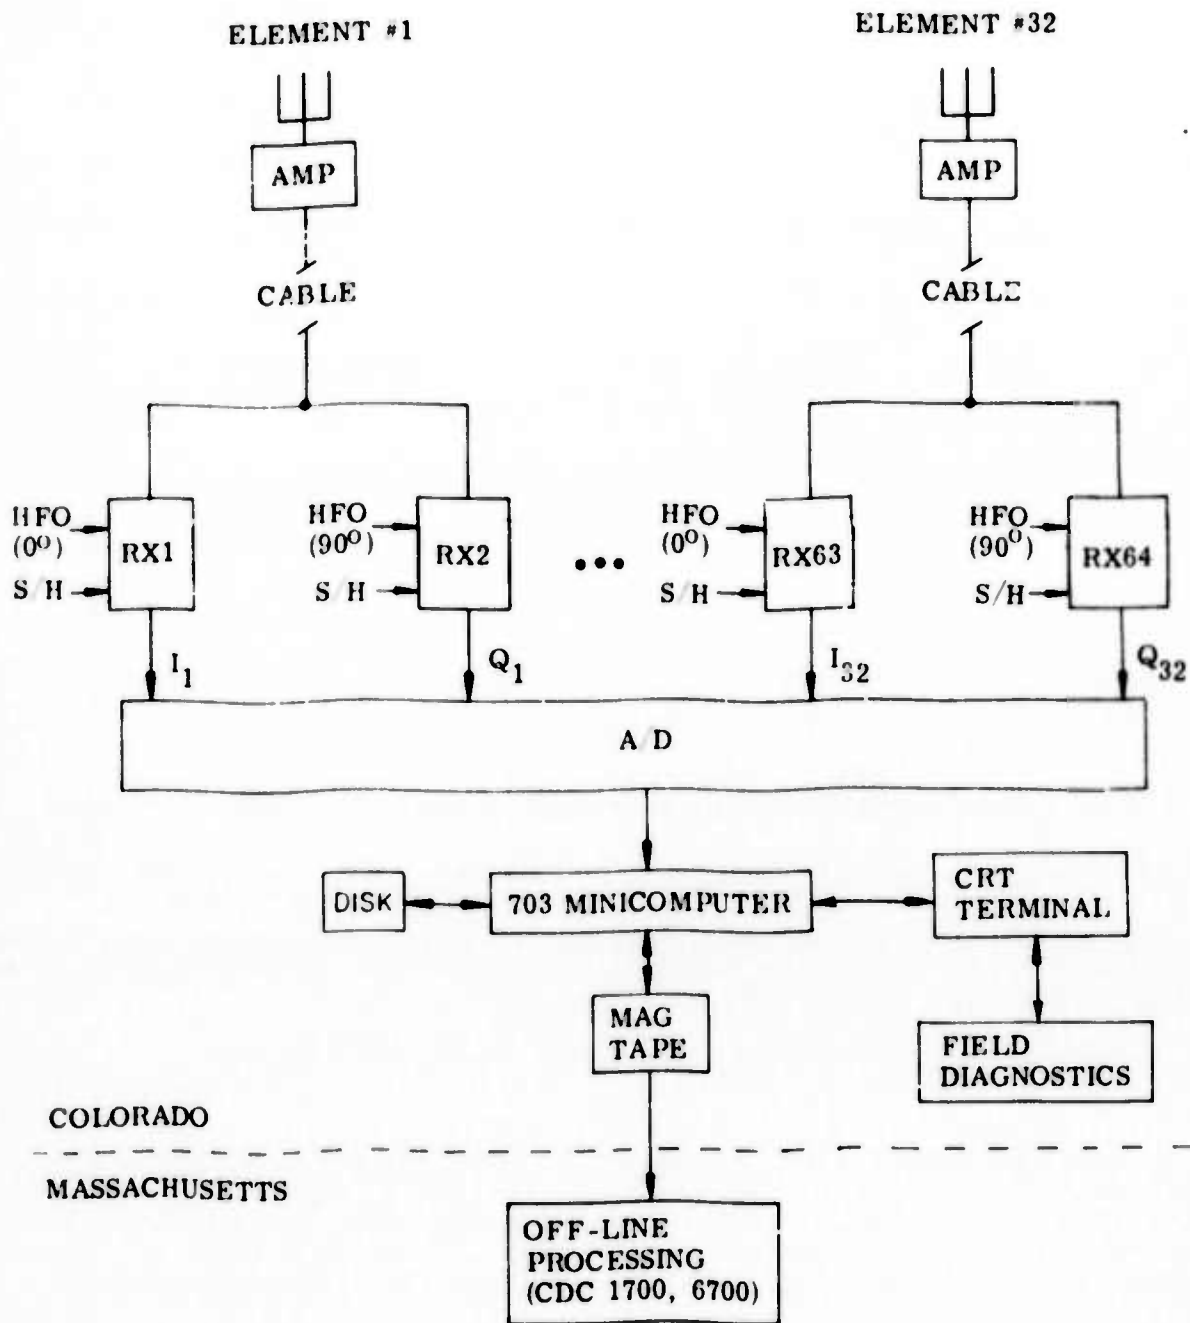 ELEMENT #1
ELEMENT #32
AMP
AMP
CABLE
CABLE
HFO
(0°)
S/H
RX1
HFO
(90°)
S/H
RX2
•••
HFO
(0°)
S/H
RX63
HFO
(90°)
S/H
RX64
I1
Q1
I32
Q32
A/D
DISK
703 MINICOMPUTER
CRT
TERMINAL
MAG
TAPE
FIELD
DIAGNOSTICS
COLORADO
MASSACHUSETTS
OFF-LINE
PROCESSING
(CDC 1700, 6700)